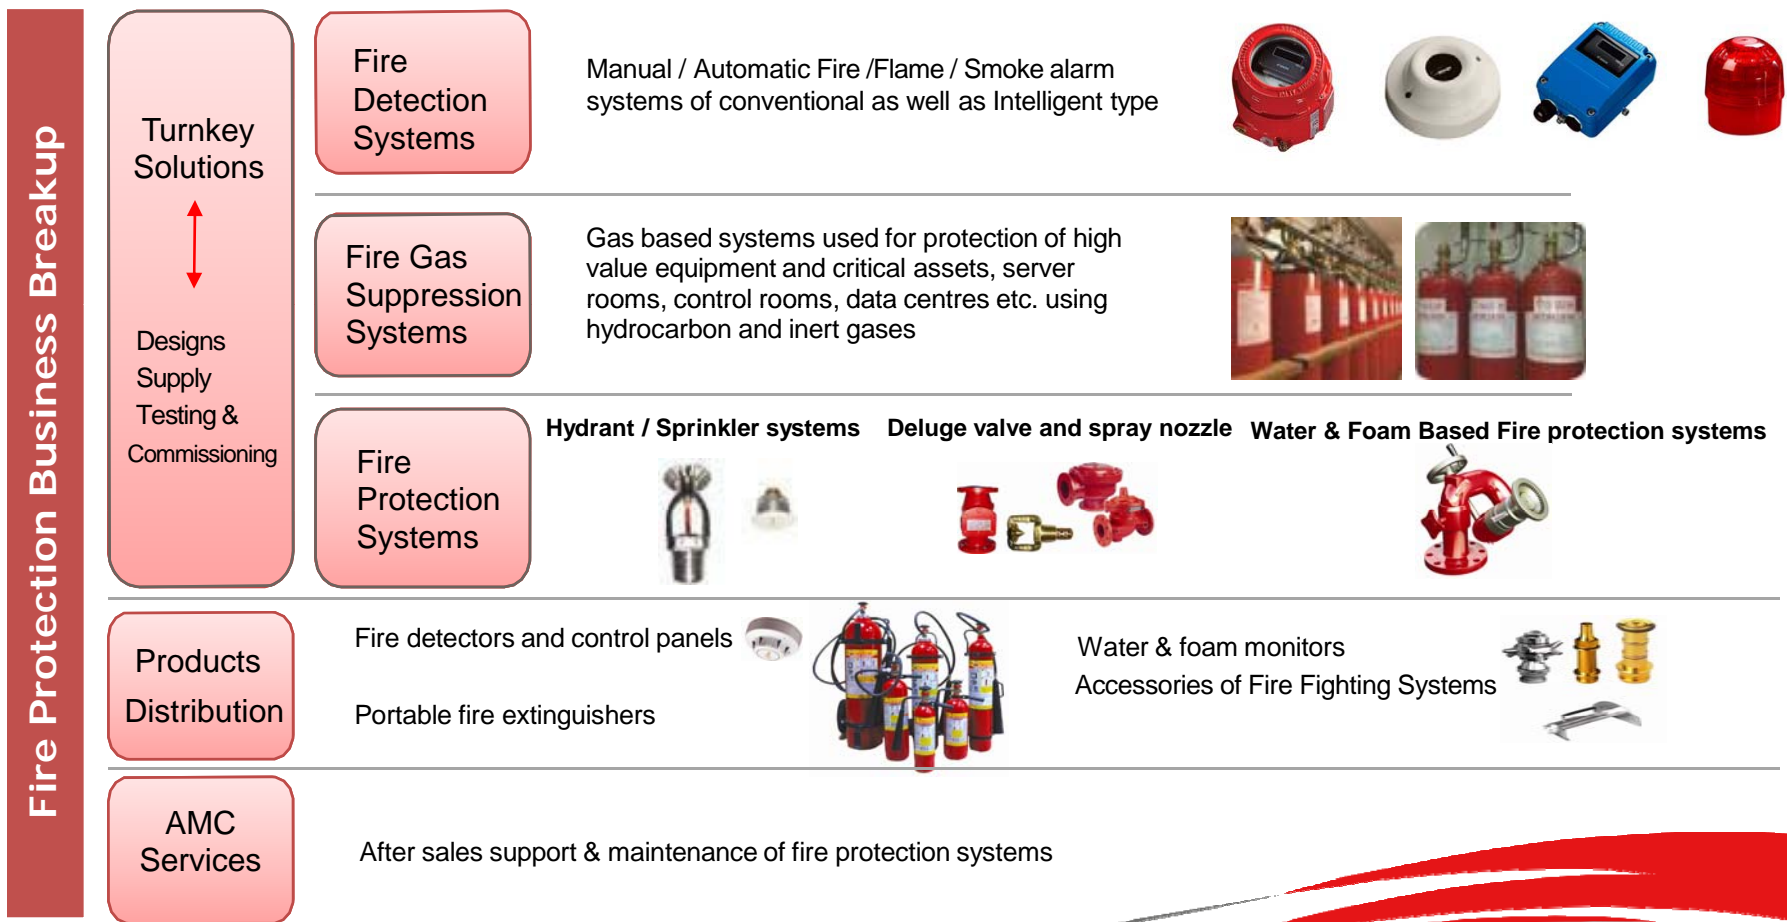 Fire Protection Business Breakup
Turnkey
Solutions
Designs
Supply
Testing &
Commissioning
Fire
Detection
Systems
Manual / Automatic Fire /Flame / Smoke alarm
systems of conventional as well as Intelligent type
Fire Gas
Suppression
Systems
Gas based systems used for protection of high
value equipment and critical assets, server
rooms, control rooms, data centres etc. using
hydrocarbon and inert gases
Fire
Protection
Systems
Hydrant / Sprinkler systems
Deluge valve and spray nozzle
Water & Foam Based Fire protection systems
Products
Distribution
Fire detectors and control panels
Portable fire extinguishers
Water & foam monitors
Accessories of Fire Fighting Systems
AMC
Services
After sales support & maintenance of fire protection systems